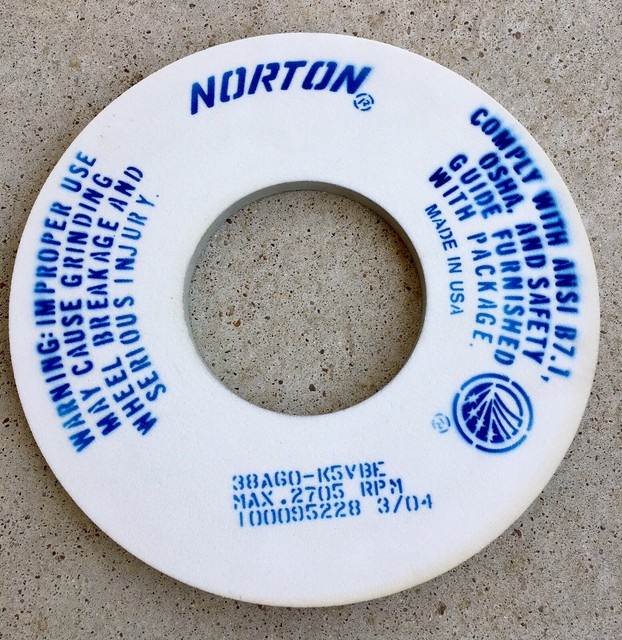 NORTON®
WARNING: IMPROPER USE
MAY CAUSE GRINDING
WHEEL BREAKAGE AND
SERIOUS INJURY.
COMPLY WITH ANSI B7.1,
OSHA, AND SAFETY
GUIDE FURNISHED
WITH PACKAGE.
MADE IN USA
®
38A60-K5VBE
MAX.2705 RPM
100095228 3/04